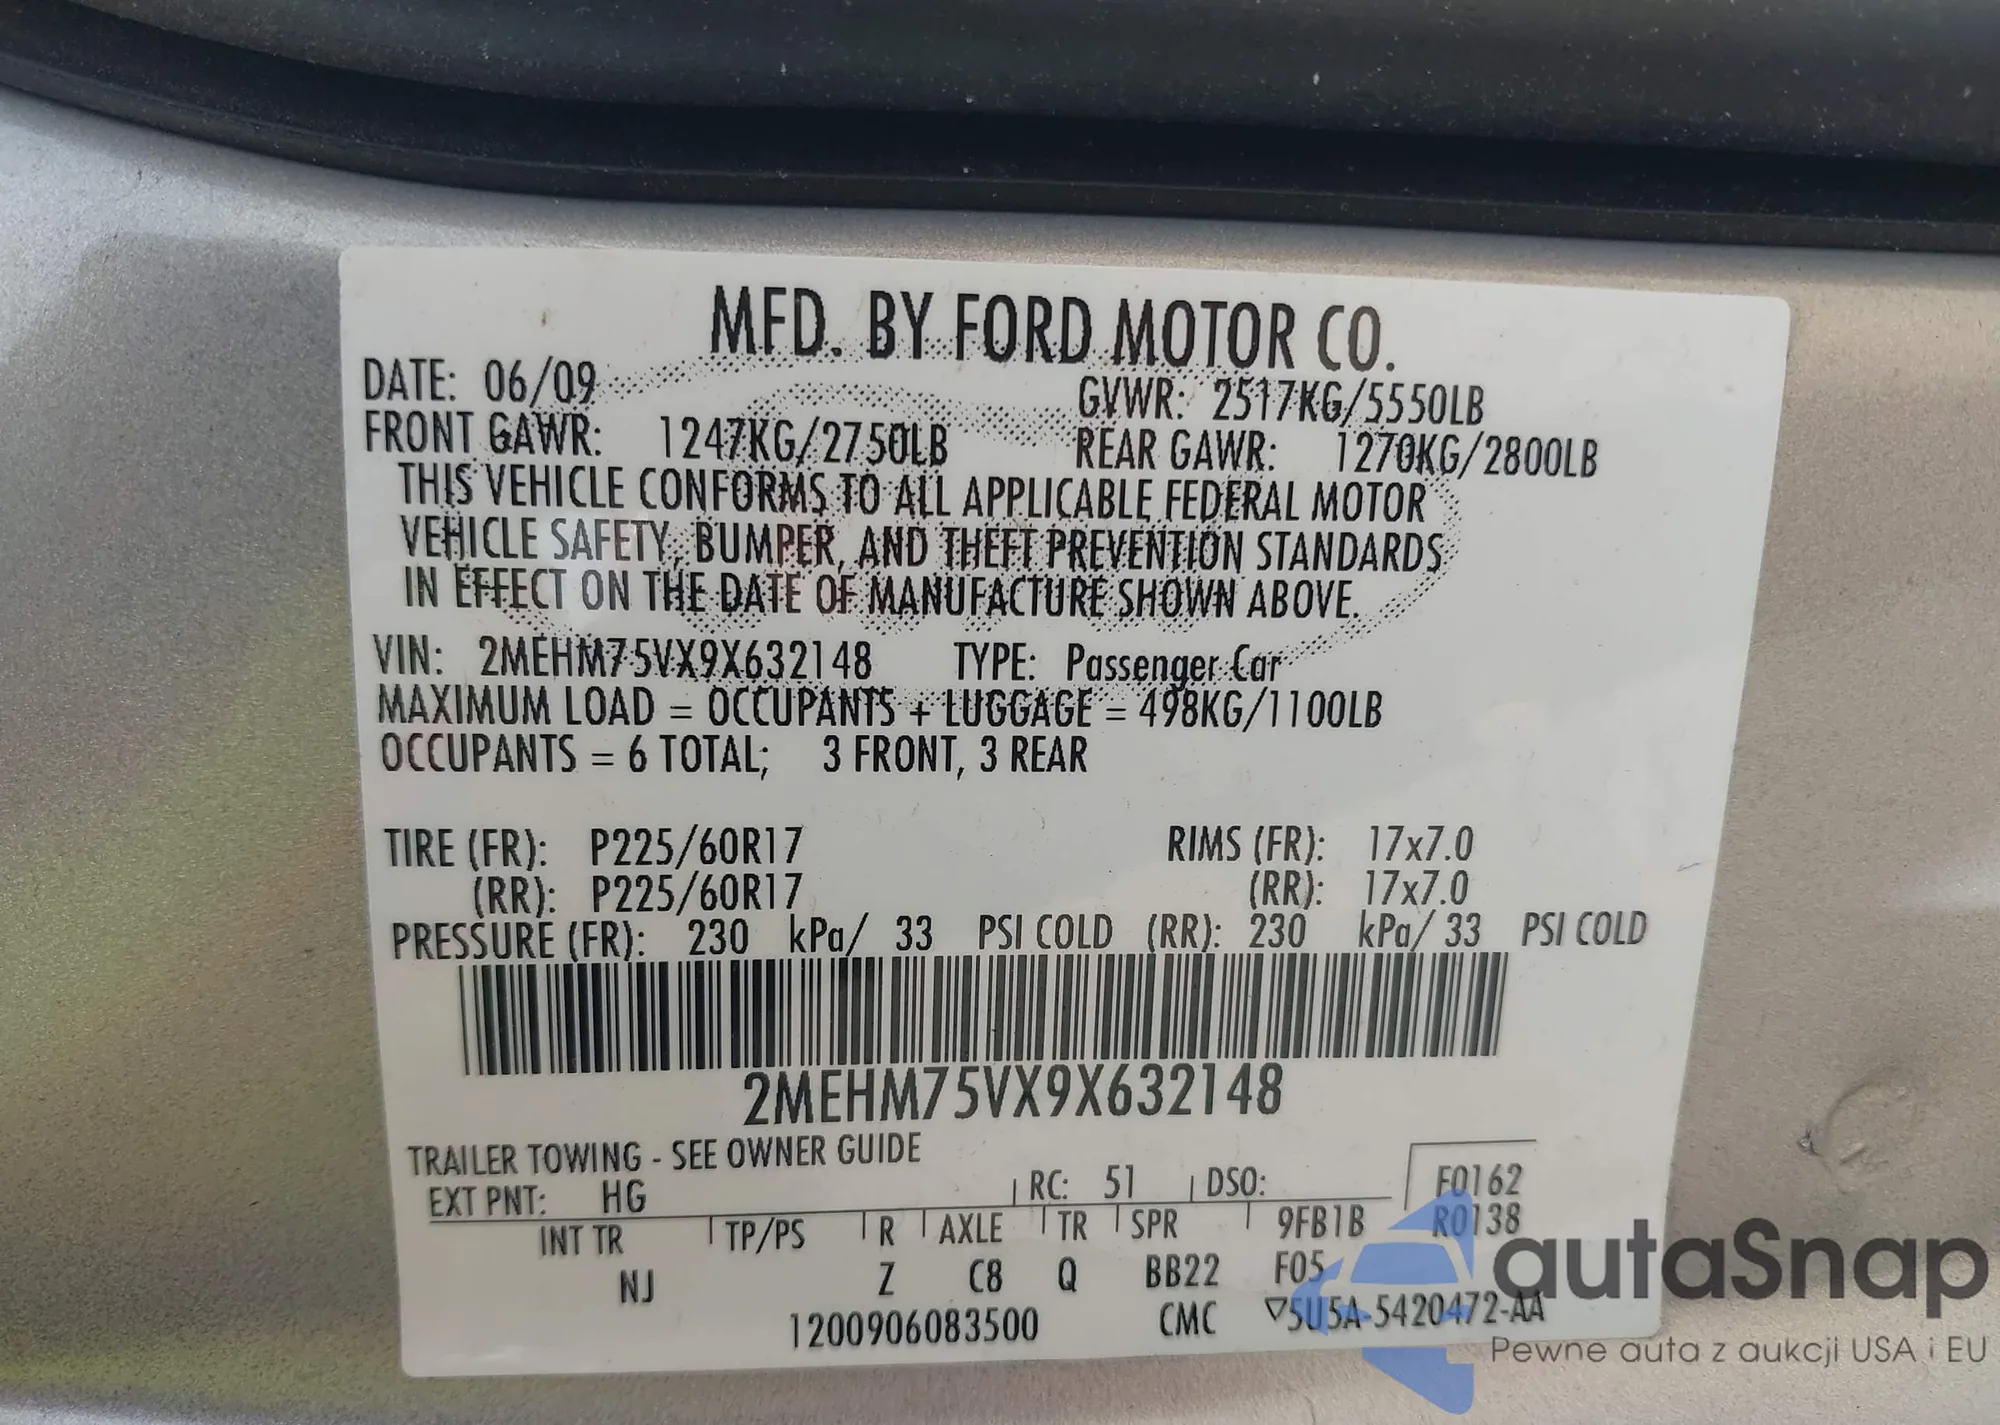 MFD. BY FORD MOTOR CO.
DATE: 06/09 GVWR: 2517KG/5550LB
FRONT GAWR: 1247KG/2750LB REAR GAWR: 1270KG/2800LB
THIS VEHICLE CONFORMS TO ALL APPLICABLE FEDERAL MOTOR
VEHICLE SAFETY, BUMPER, AND THEFT PREVENTION STANDARDS
IN EFFECT ON THE DATE OF MANUFACTURE SHOWN ABOVE.
VIN: 2MEHM75VX9X632148 TYPE: Passenger Car
MAXIMUM LOAD = OCCUPANTS + LUGGAGE = 498KG/1100LB
OCCUPANTS = 6 TOTAL; 3 FRONT, 3 REAR
TIRE (FR): P225/60R17 RIMS (FR): 17x7.0
(RR): P225/60R17 (RR): 17x7.0
PRESSURE (FR): 230 kPa/ 33 PSI COLD (RR): 230 kPa/ 33 PSI COLD
2MEHM75VX9X632148
TRAILER TOWING - SEE OWNER GUIDE
EXT PNT: HG RC: 51 DSO: F0162
INT TR TP/PS R AXLE TR SPR 9FB1B R0138
NJ Z C8 Q BB22 F05
1200906083500 CMC ▽5U5A-5420472-AA
autaSnap
Pewne auta z aukcji USA i EU